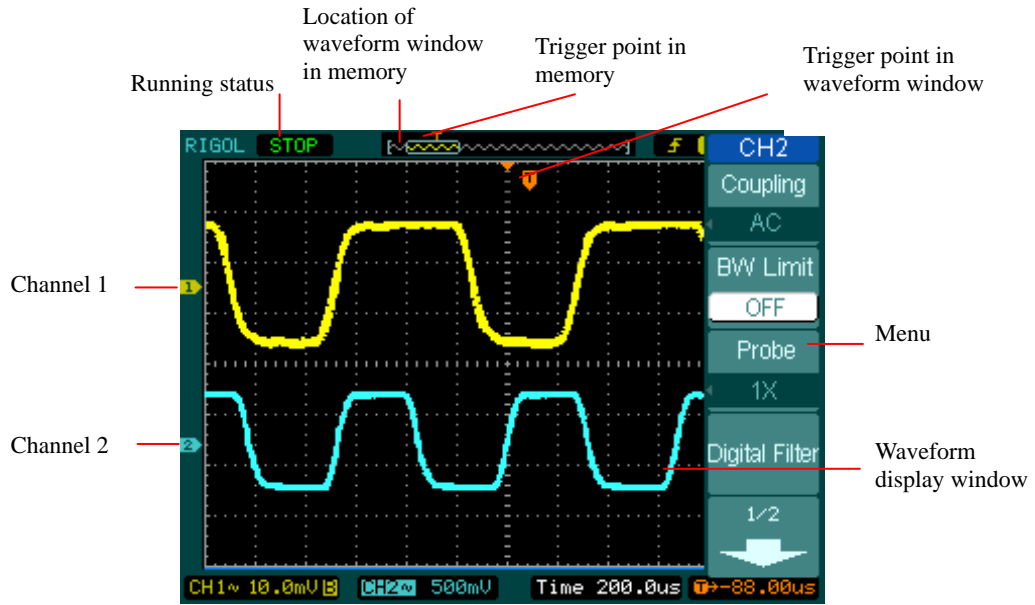 Location of
waveform window
in memory
Trigger point in
memory
Trigger point in
waveform window
Running status
RIGOL STOP
T
CH2
T
Coupling
AC
BW Limit
OFF
Channel 1
1
Menu
Probe
1X
Channel 2
2
Digital Filter
Waveform
display window
1/2
CH1~ 10.0mV B CH2~ 500mV Time 200.0us T→-88.00us